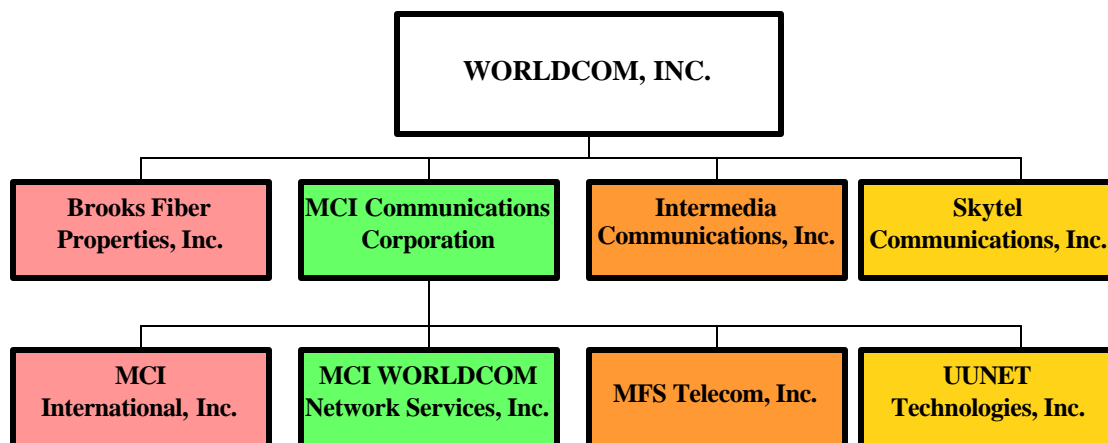 WORLDCOM, INC.
Brooks Fiber
Properties, Inc.
MCI Communications
Corporation
Intermedia
Communications, Inc.
Skytel
Communications, Inc.
MCI
International, Inc.
MCI WORLDCOM
Network Services, Inc.
MFS Telecom, Inc.
UUNET
Technologies, Inc.